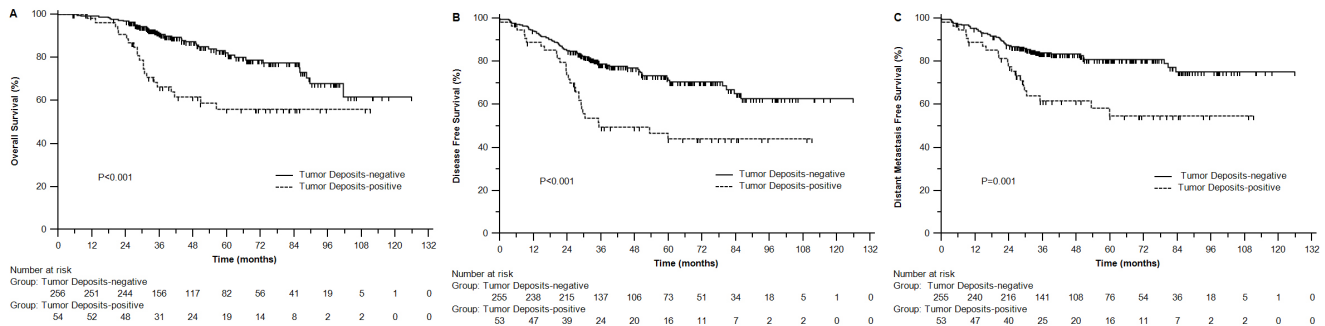 A
Overall Survival (%)
100
80
60
40
20
0
P<0.001
Tumor Deposits-negative
Tumor Deposits-positive
0 12 24 36 48 60 72 84 96 108 120 132
Time (months)
Number at risk
Group: Tumor Deposits-negative
256 251 244 156 117 82 56 41 19 5 1 0
Group: Tumor Deposits-positive
54 52 48 31 24 19 14 8 2 2 0 0
B
Disease Free Survival (%)
100
80
60
40
20
0
P<0.001
Tumor Deposits-negative
Tumor Deposits-positive
0 12 24 36 48 60 72 84 96 108 120 132
Time (months)
Number at risk
Group: Tumor Deposits-negative
255 238 215 137 106 73 51 34 18 5 1 0
Group: Tumor Deposits-positive
53 47 39 24 20 16 11 7 2 2 0 0
C
Distant Metastasis Free Survival (%)
100
80
60
40
20
0
P=0.001
Tumor Deposits-negative
Tumor Deposits-positive
0 12 24 36 48 60 72 84 96 108 120 132
Time (months)
Number at risk
Group: Tumor Deposits-negative
255 240 216 141 108 76 54 36 18 5 1 0
Group: Tumor Deposits-positive
53 47 40 25 20 16 11 7 2 2 0 0